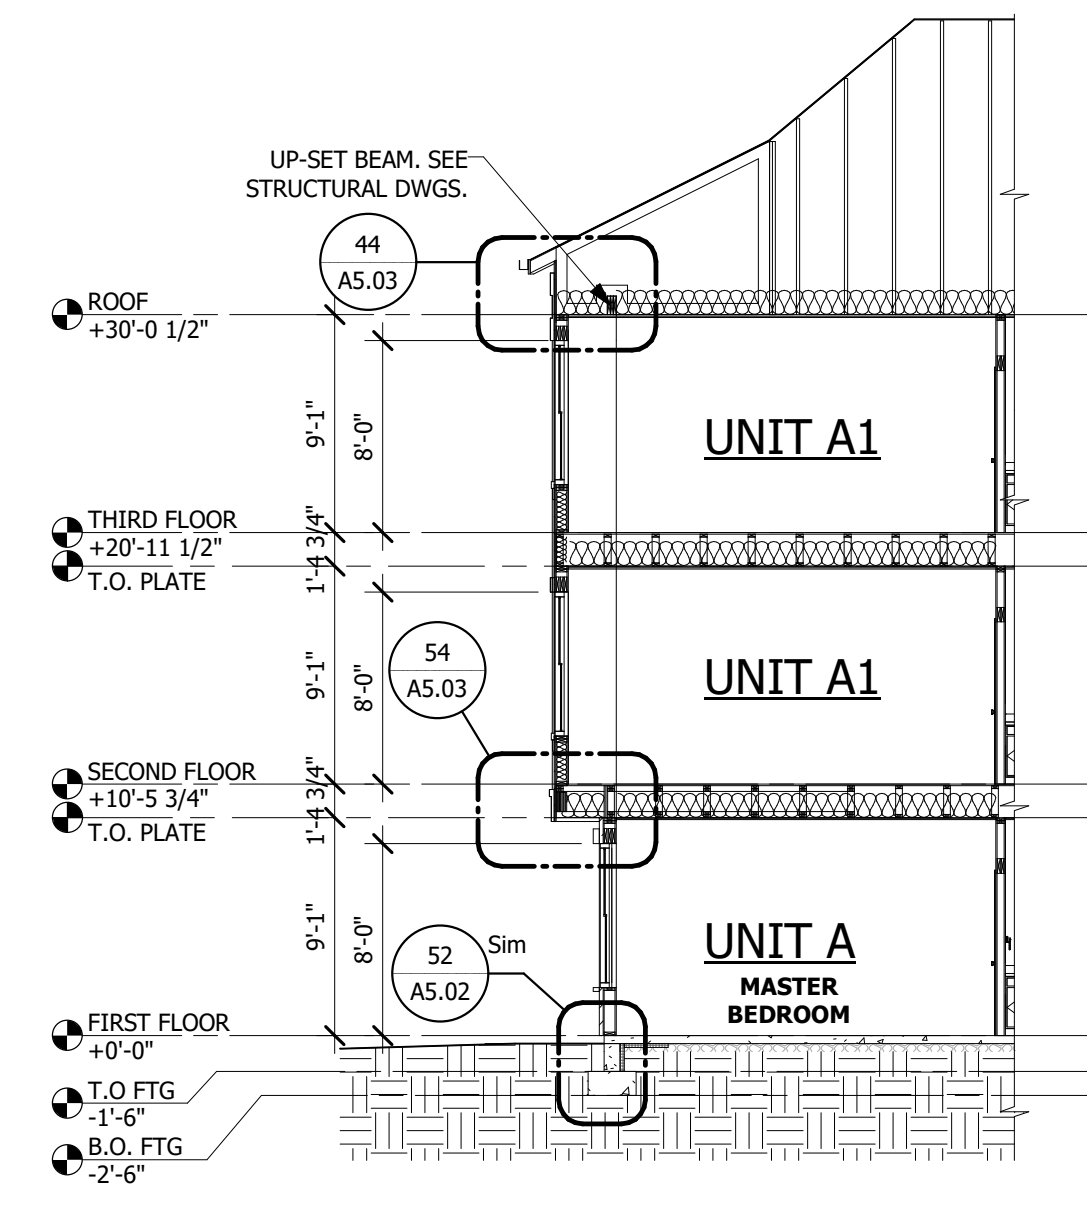 UP-SET BEAM. SEE
STRUCTURAL DWGS.
44
A5.03
ROOF
+30'-0 1/2"
9'-1"
8'-0"
UNIT A1
THIRD FLOOR
+20'-11 1/2"
T.O. PLATE
1'-4 3/4"
54
A5.03
9'-1"
8'-0"
UNIT A1
SECOND FLOOR
+10'-5 3/4"
T.O. PLATE
1'-4 3/4"
9'-1"
8'-0"
52
A5.02
Sim
UNIT A
MASTER
BEDROOM
FIRST FLOOR
+0'-0"
T.O FTG
-1'-6"
B.O. FTG
-2'-6"